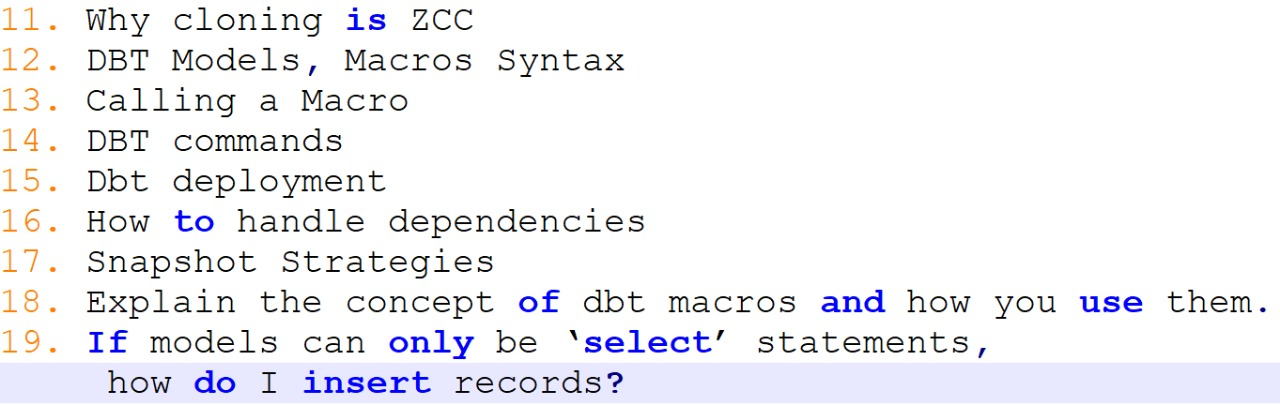 11. Why cloning is ZCC
12. DBT Models, Macros Syntax
13. Calling a Macro
14. DBT commands
15. Dbt deployment
16. How to handle dependencies
17. Snapshot Strategies
18. Explain the concept of dbt macros and how you use them.
19. If models can only be ‘select’ statements,
how do I insert records?